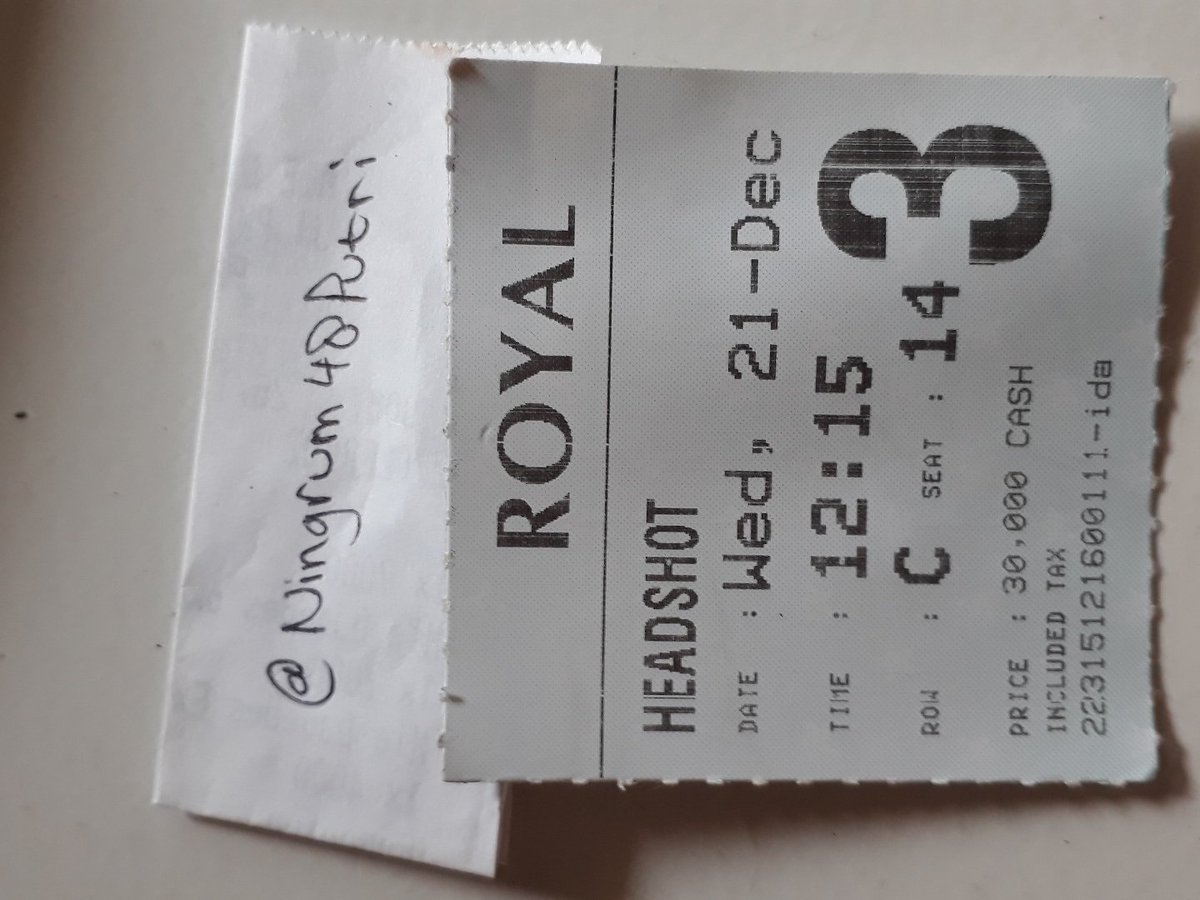 @Ningrum48Putri
ROYAL
HEADSHOT
DATE : Wed, 21-Dec
TIME : 12:15
ROW : C SEAT : 14
3
PRICE : 30,000 CASH
INCLUDED TAX
22315121600111.-ida